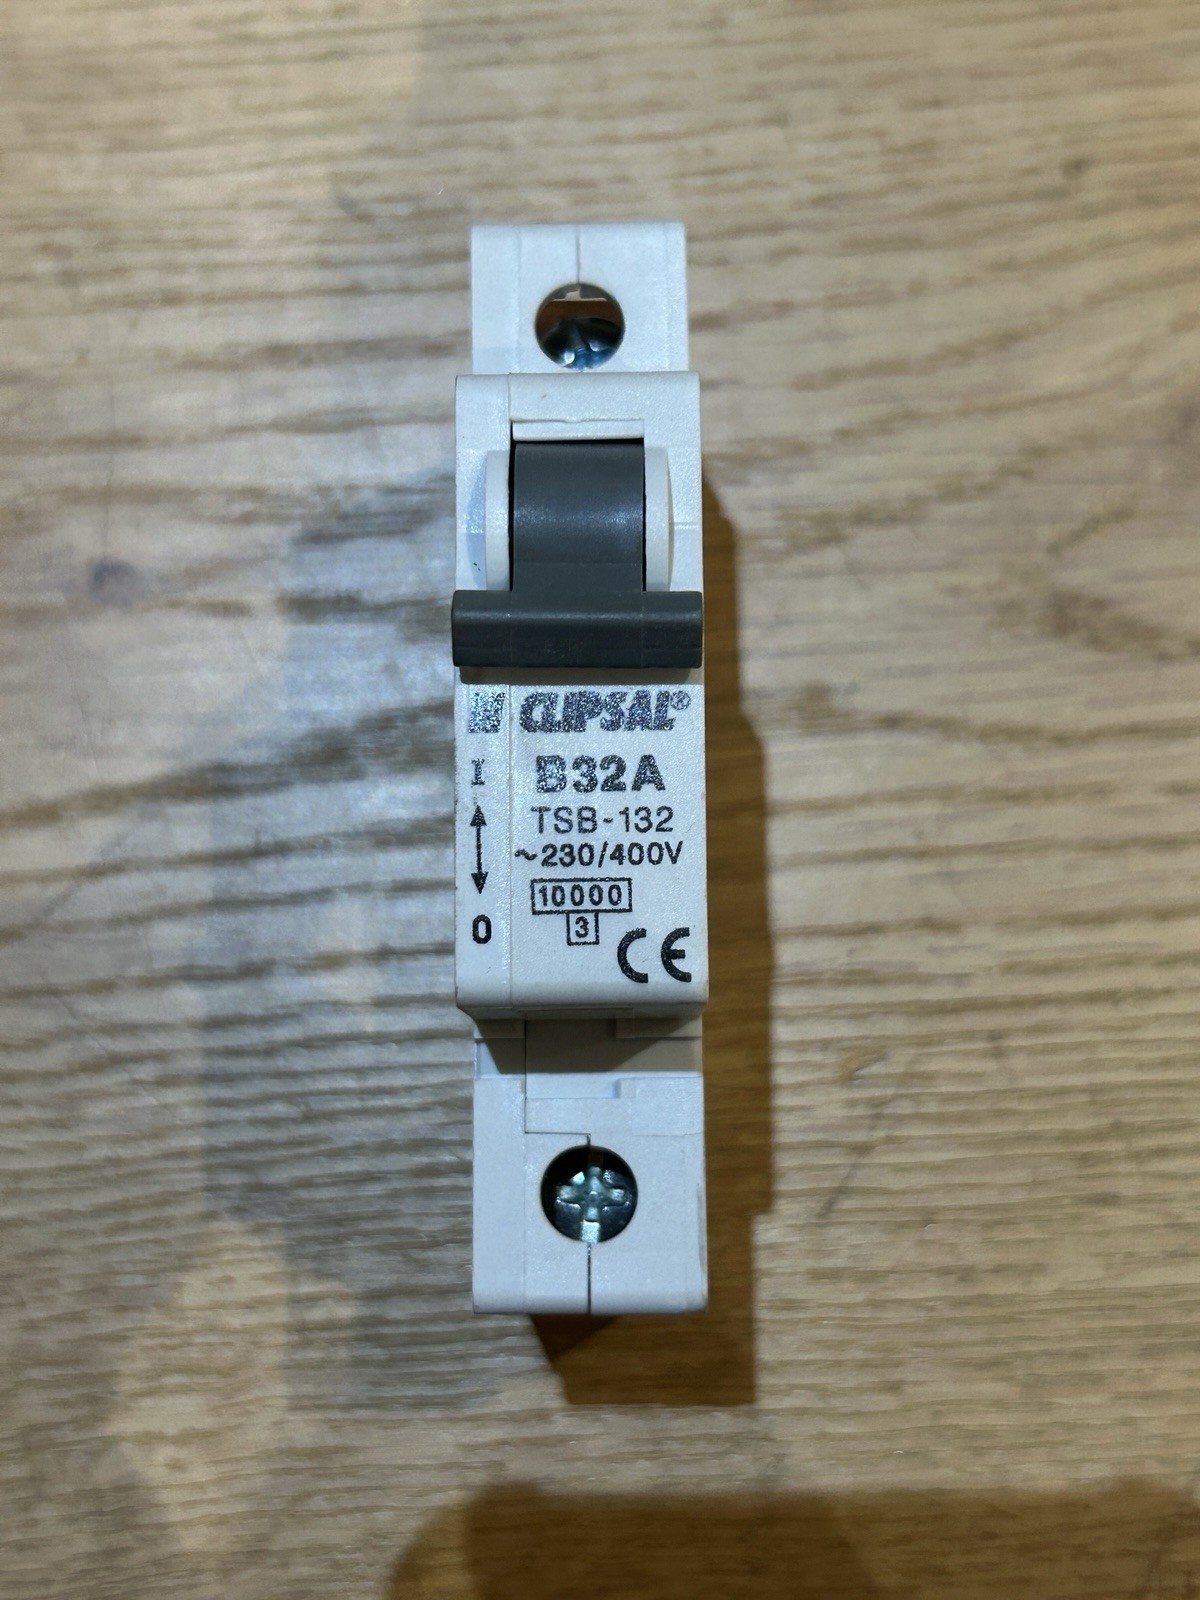 CLIPSAL®
I
B32A
TSB-132
~230/400V
10000
3
0
CE